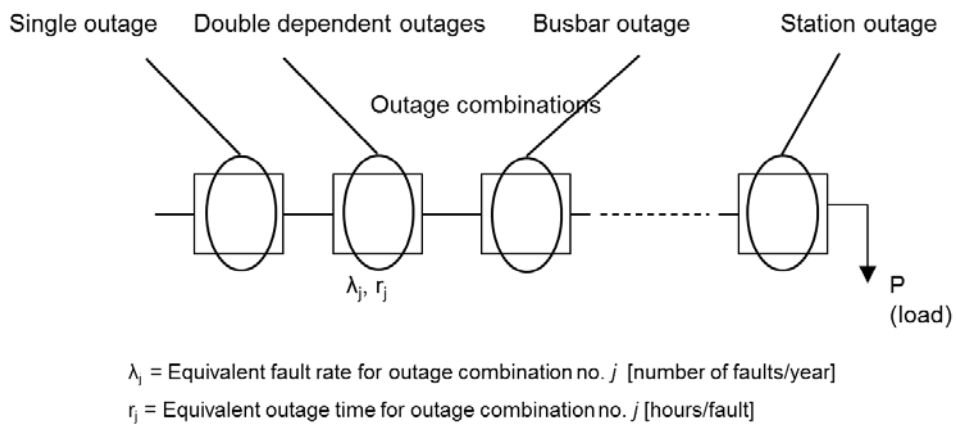 Single outage
Double dependent outages
Busbar outage
Station outage
Outage combinations
λj, rj
P
(load)
λj = Equivalent fault rate for outage combination no. j [number of faults/year]
rj = Equivalent outage time for outage combination no. j [hours/fault]